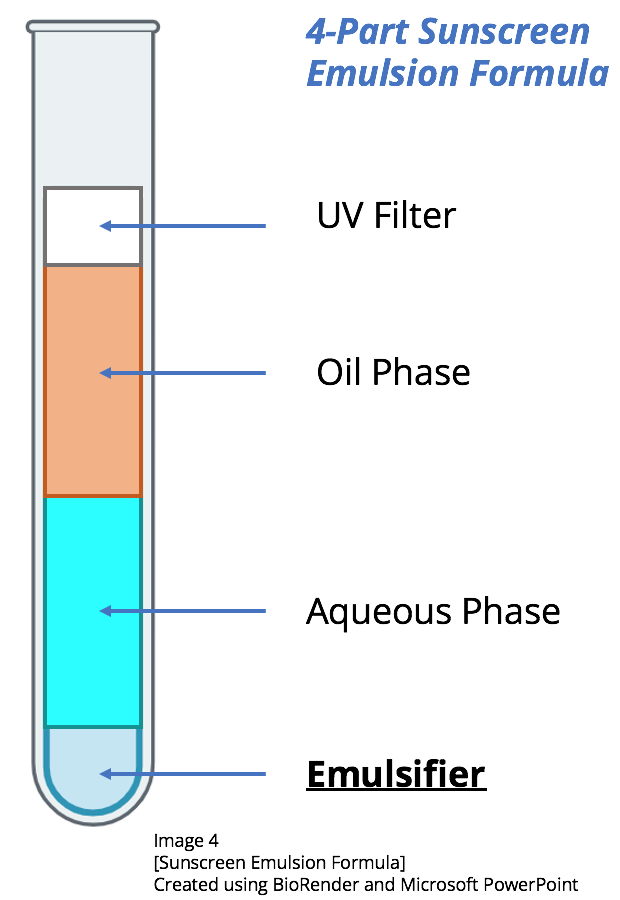 4-Part Sunscreen
Emulsion Formula
UV Filter
Oil Phase
Aqueous Phase
Emulsifier
Image 4
[Sunscreen Emulsion Formula]
Created using BioRender and Microsoft PowerPoint